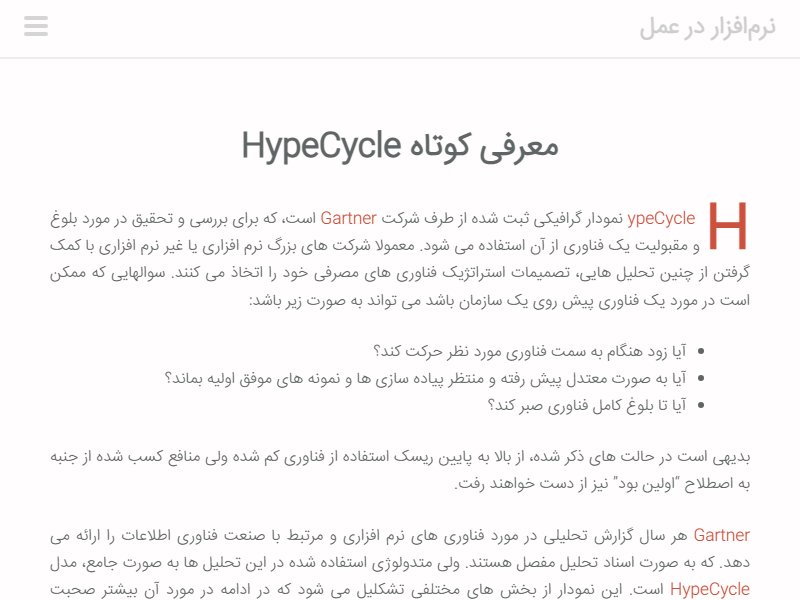 نرم‌افزار در عمل
معرفی کوتاه HypeCycle
HypeCycle نمودار گرافیکی ثبت شده از طرف شرکت Gartner است، که برای بررسی و تحقیق در مورد بلوغ
و مقبولیت یک فناوری از آن استفاده می شود. معمولا شرکت های بزرگ نرم افزاری یا غیر نرم افزاری با کمک
گرفتن از چنین تحلیل هایی، تصمیمات استراتژیک فناوری های مصرفی خود را اتخاذ می کنند. سوالهایی که ممکن
است در مورد یک فناوری پیش روی یک سازمان باشد می تواند به صورت زیر باشد:
• آیا زود هنگام به سمت فناوری مورد نظر حرکت کند؟
• آیا به صورت معتدل پیش رفته و منتظر پیاده سازی ها و نمونه های موفق اولیه بماند؟
• آیا تا بلوغ کامل فناوری صبر کند؟
بدیهی است در حالت های ذکر شده، از بالا به پایین ریسک استفاده از فناوری کم شده ولی منافع کسب شده از جنبه
به اصطلاح “اولین بود” نیز از دست خواهند رفت.
Gartner هر سال گزارش تحلیلی در مورد فناوری های نرم افزاری و مرتبط با صنعت فناوری اطلاعات را ارائه می
دهد. که به صورت اسناد تحلیل مفصل هستند. ولی متدولوژی استفاده شده در این تحلیل ها به صورت جامع، مدل
HypeCycle است. این نمودار از بخش های مختلفی تشکلیل می شود که در ادامه در مورد آن بیشتر صحبت